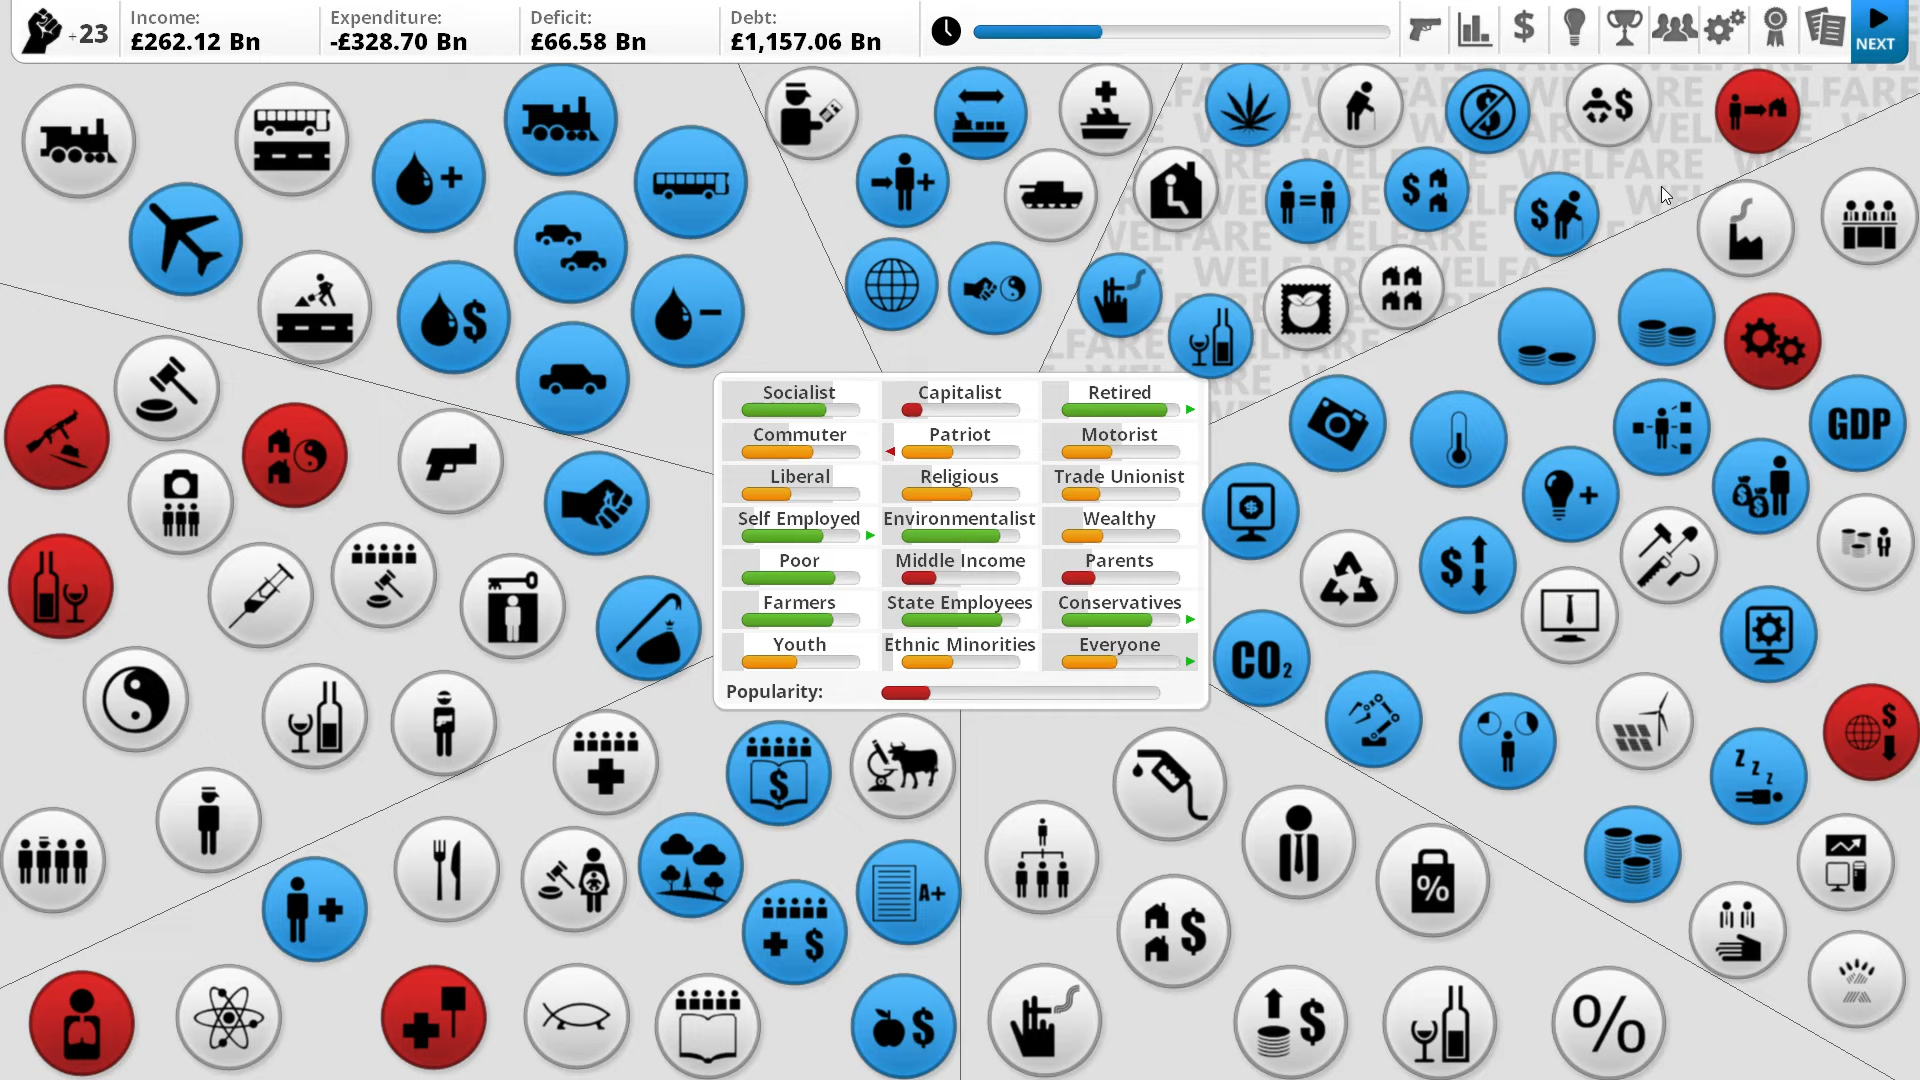 +23
Income:
£262.12 Bn
Expenditure:
-£328.70 Bn
Deficit:
£66.58 Bn
Debt:
£1,157.06 Bn
NEXT
WELFARE
GDP
CO2
A+
Socialist
Capitalist
Retired
Commuter
Patriot
Motorist
Liberal
Religious
Trade Unionist
Self Employed
Environmentalist
Wealthy
Poor
Middle Income
Parents
Farmers
State Employees
Conservatives
Youth
Ethnic Minorities
Everyone
Popularity: